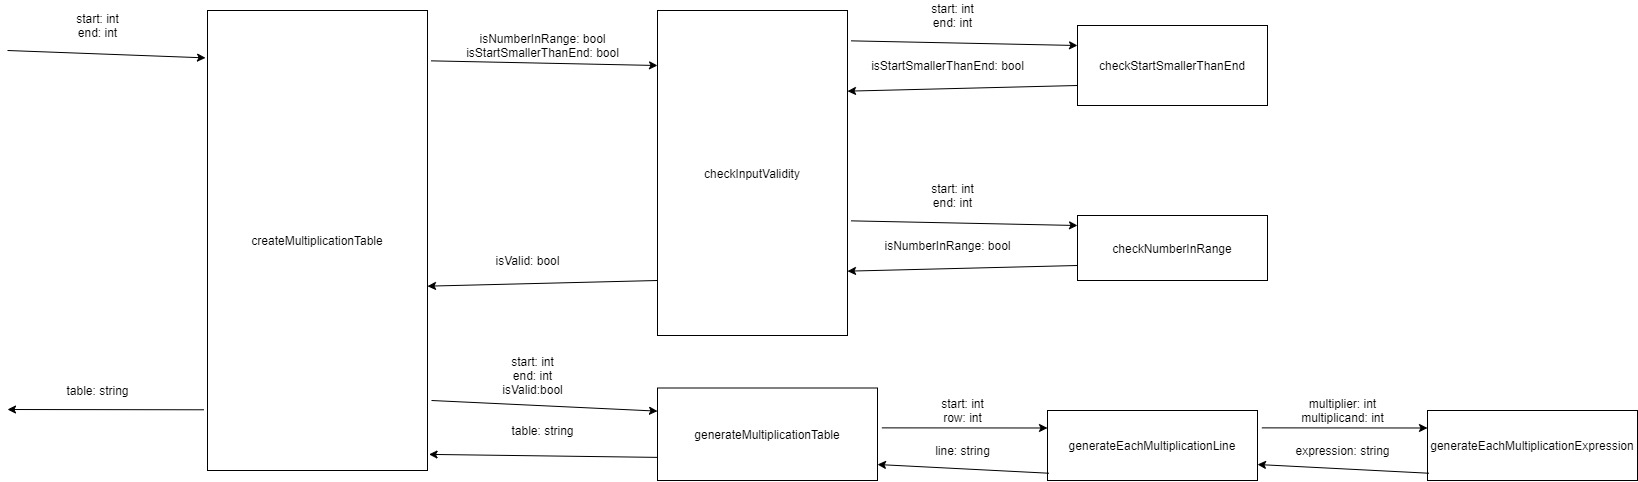 start: int
end: int
createMultiplicationTable
table: string
isNumberInRange: bool
isStartSmallerThanEnd: bool
checkInputValidity
isValid: bool
start: int
end: int
checkStartSmallerThanEnd
isStartSmallerThanEnd: bool
start: int
end: int
checkNumberInRange
isNumberInRange: bool
start: int
end: int
isValid:bool
generateMultiplicationTable
table: string
start: int
row: int
generateEachMultiplicationLine
line: string
multiplier: int
multiplicand: int
generateEachMultiplicationExpression
expression: string